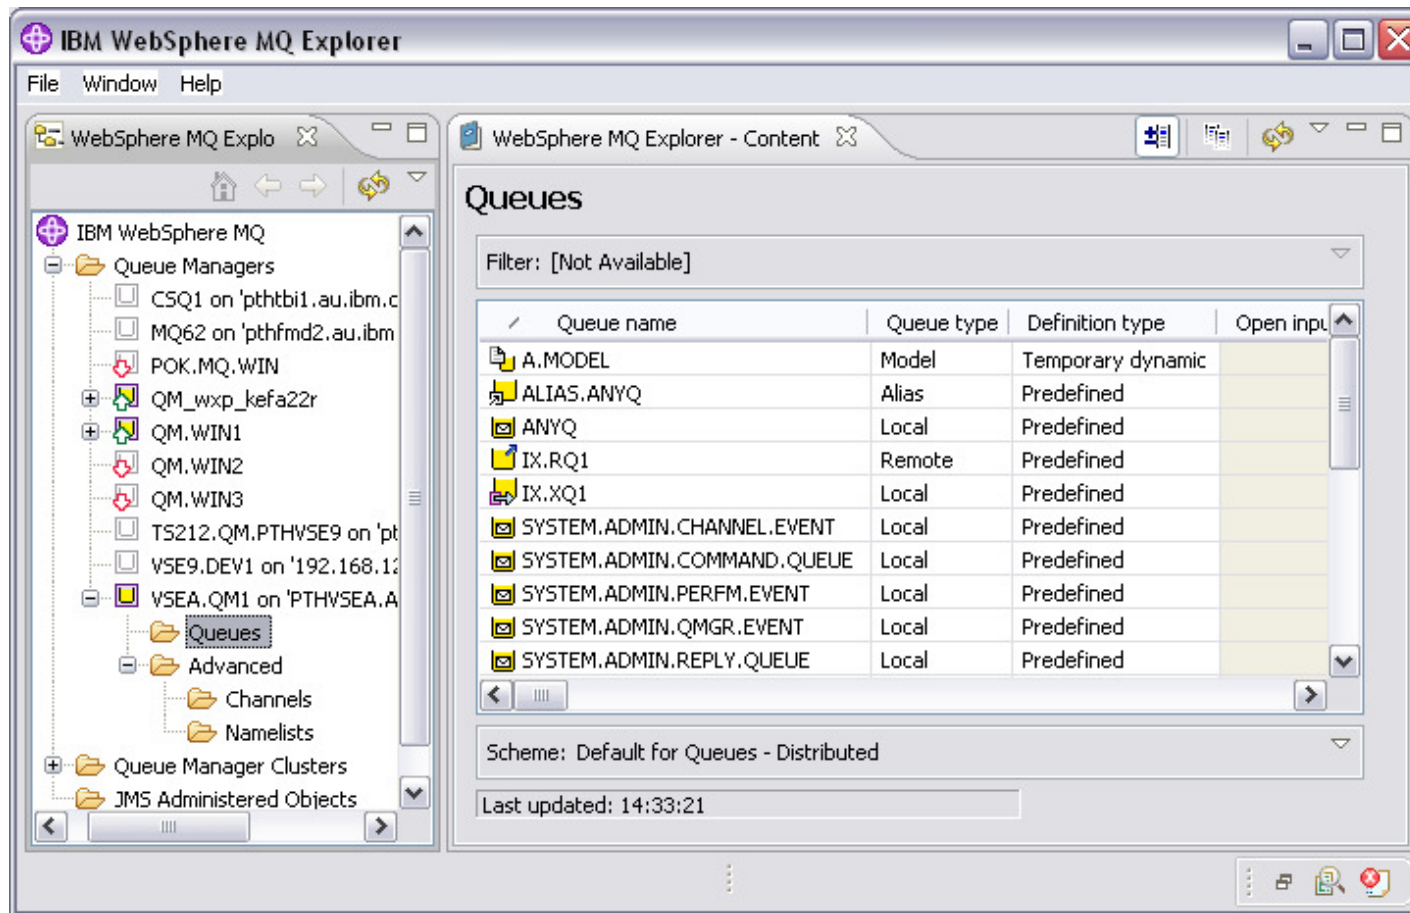 IBM WebSphere MQ Explorer
File Window Help
WebSphere MQ Explo
IBM WebSphere MQ
Queue Managers
CSQ1 on 'pthtbi1.au.ibm.c
MQ62 on 'pthfmd2.au.ibm
POK.MQ.WIN
QM_wxp_kefa22r
QM.WIN1
QM.WIN2
QM.WIN3
TS212.QM.PTHVSE9 on 'pt
VSE9.DEV1 on '192.168.12
VSEA.QM1 on 'PTHVSEA.A
Queues
Advanced
Channels
Namelists
Queue Manager Clusters
JMS Administered Objects
WebSphere MQ Explorer - Content
Queues
Filter: [Not Available]
Queue name Queue type Definition type Open inpu
A.MODEL Model Temporary dynamic
ALIAS.ANYQ Alias Predefined
ANYQ Local Predefined
IX.RQ1 Remote Predefined
IX.XQ1 Local Predefined
SYSTEM.ADMIN.CHANNEL.EVENT Local Predefined
SYSTEM.ADMIN.COMMAND.QUEUE Local Predefined
SYSTEM.ADMIN.PERFM.EVENT Local Predefined
SYSTEM.ADMIN.QMGR.EVENT Local Predefined
SYSTEM.ADMIN.REPLY.QUEUE Local Predefined
Scheme: Default for Queues - Distributed
Last updated: 14:33:21